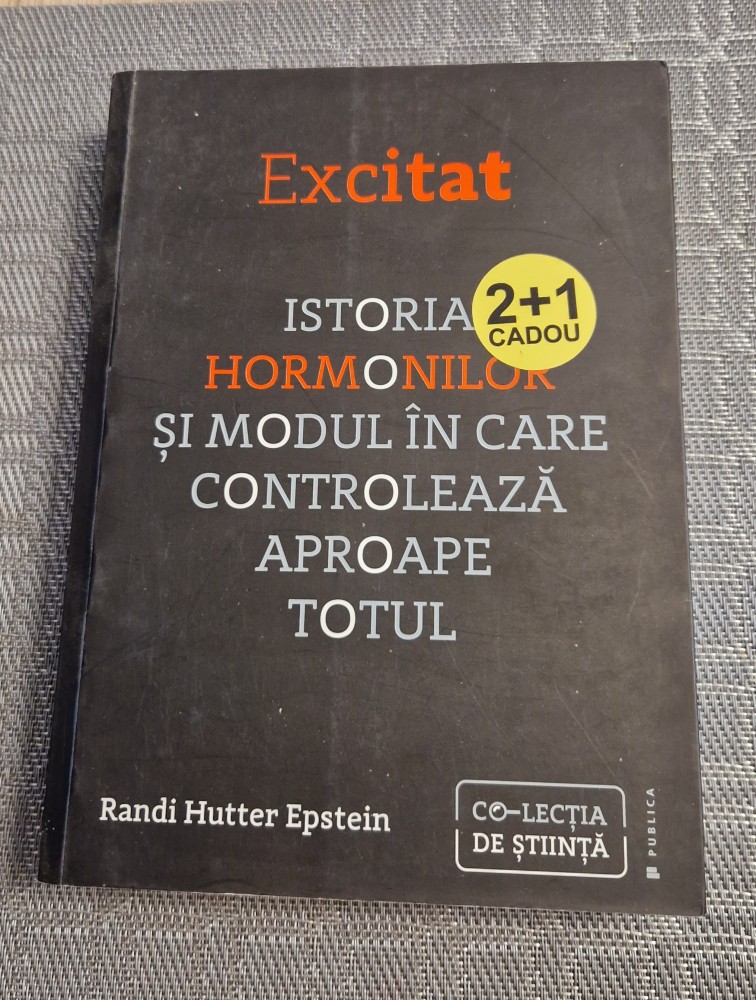 Excitat
ISTORIA
2+1
CADOU
HORMONILOR
ȘI MODUL ÎN CARE
CONTROLEAZĂ
APROAPE
TOTUL
Randi Hutter Epstein
CO-LECȚIA
DE ȘTIINȚĂ
PUBLICA